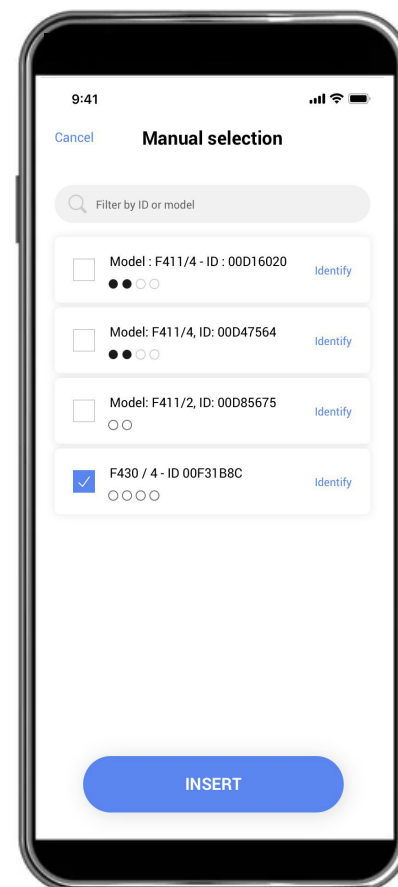 9:41
Cancel
Manual selection
Filter by ID or model
Model : F411/4 - ID : 00D16020
Identify
Model: F411/4, ID: 00D47564
Identify
Model: F411/2, ID: 00D85675
Identify
F430 / 4 - ID 00F31B8C
Identify
INSERT